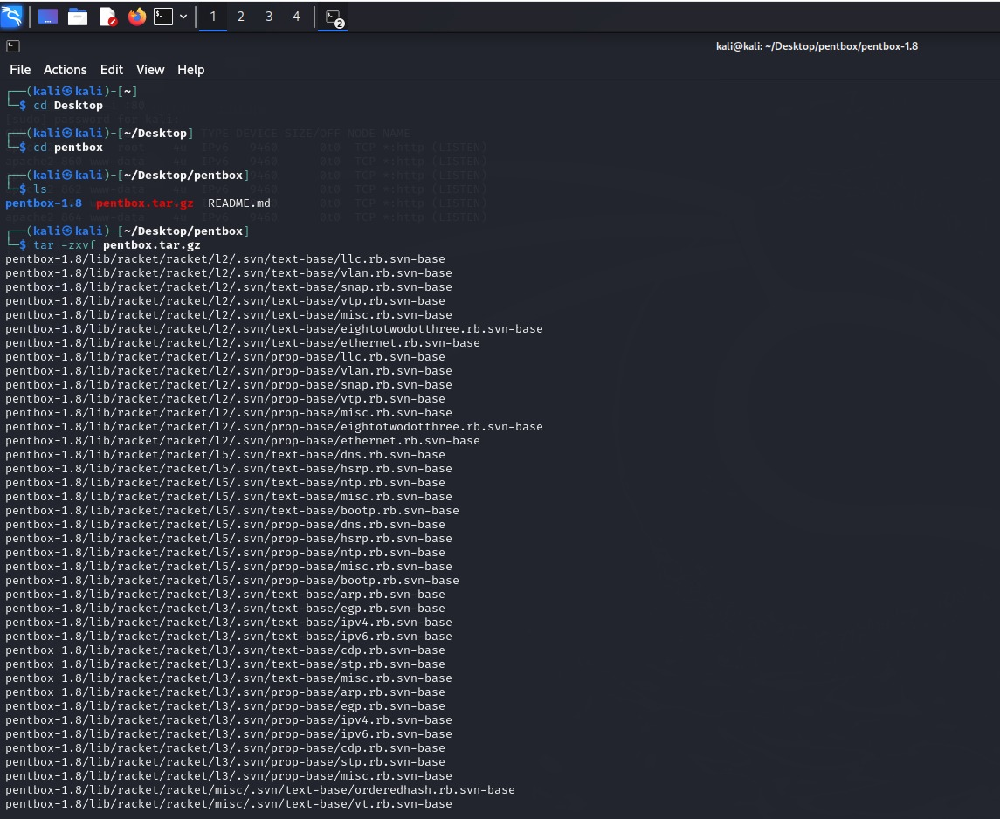 1 2 3 4 2
kali@kali: ~/Desktop/pentbox/pentbox-1.8
File Actions Edit View Help
┌──(kali㉿kali)-[~]
└─$ cd Desktop
┌──(kali㉿kali)-[~/Desktop]
└─$ cd pentbox
┌──(kali㉿kali)-[~/Desktop/pentbox]
└─$ ls
pentbox-1.8 pentbox.tar.gz README.md
┌──(kali㉿kali)-[~/Desktop/pentbox]
└─$ tar -zxvf pentbox.tar.gz
pentbox-1.8/lib/racket/racket/l2/.svn/text-base/llc.rb.svn-base
pentbox-1.8/lib/racket/racket/l2/.svn/text-base/vlan.rb.svn-base
pentbox-1.8/lib/racket/racket/l2/.svn/text-base/snap.rb.svn-base
pentbox-1.8/lib/racket/racket/l2/.svn/text-base/vtp.rb.svn-base
pentbox-1.8/lib/racket/racket/l2/.svn/text-base/misc.rb.svn-base
pentbox-1.8/lib/racket/racket/l2/.svn/text-base/eightotwodotthree.rb.svn-base
pentbox-1.8/lib/racket/racket/l2/.svn/text-base/ethernet.rb.svn-base
pentbox-1.8/lib/racket/racket/l2/.svn/prop-base/llc.rb.svn-base
pentbox-1.8/lib/racket/racket/l2/.svn/prop-base/vlan.rb.svn-base
pentbox-1.8/lib/racket/racket/l2/.svn/prop-base/snap.rb.svn-base
pentbox-1.8/lib/racket/racket/l2/.svn/prop-base/vtp.rb.svn-base
pentbox-1.8/lib/racket/racket/l2/.svn/prop-base/misc.rb.svn-base
pentbox-1.8/lib/racket/racket/l2/.svn/prop-base/eightotwodotthree.rb.svn-base
pentbox-1.8/lib/racket/racket/l2/.svn/prop-base/ethernet.rb.svn-base
pentbox-1.8/lib/racket/racket/l5/.svn/text-base/dns.rb.svn-base
pentbox-1.8/lib/racket/racket/l5/.svn/text-base/hsrp.rb.svn-base
pentbox-1.8/lib/racket/racket/l5/.svn/text-base/ntp.rb.svn-base
pentbox-1.8/lib/racket/racket/l5/.svn/text-base/misc.rb.svn-base
pentbox-1.8/lib/racket/racket/l5/.svn/text-base/bootp.rb.svn-base
pentbox-1.8/lib/racket/racket/l5/.svn/prop-base/dns.rb.svn-base
pentbox-1.8/lib/racket/racket/l5/.svn/prop-base/hsrp.rb.svn-base
pentbox-1.8/lib/racket/racket/l5/.svn/prop-base/ntp.rb.svn-base
pentbox-1.8/lib/racket/racket/l5/.svn/prop-base/misc.rb.svn-base
pentbox-1.8/lib/racket/racket/l5/.svn/prop-base/bootp.rb.svn-base
pentbox-1.8/lib/racket/racket/l3/.svn/text-base/arp.rb.svn-base
pentbox-1.8/lib/racket/racket/l3/.svn/text-base/egp.rb.svn-base
pentbox-1.8/lib/racket/racket/l3/.svn/text-base/ipv4.rb.svn-base
pentbox-1.8/lib/racket/racket/l3/.svn/text-base/ipv6.rb.svn-base
pentbox-1.8/lib/racket/racket/l3/.svn/text-base/cdp.rb.svn-base
pentbox-1.8/lib/racket/racket/l3/.svn/text-base/stp.rb.svn-base
pentbox-1.8/lib/racket/racket/l3/.svn/text-base/misc.rb.svn-base
pentbox-1.8/lib/racket/racket/l3/.svn/prop-base/arp.rb.svn-base
pentbox-1.8/lib/racket/racket/l3/.svn/prop-base/egp.rb.svn-base
pentbox-1.8/lib/racket/racket/l3/.svn/prop-base/ipv4.rb.svn-base
pentbox-1.8/lib/racket/racket/l3/.svn/prop-base/ipv6.rb.svn-base
pentbox-1.8/lib/racket/racket/l3/.svn/prop-base/cdp.rb.svn-base
pentbox-1.8/lib/racket/racket/l3/.svn/prop-base/stp.rb.svn-base
pentbox-1.8/lib/racket/racket/l3/.svn/prop-base/misc.rb.svn-base
pentbox-1.8/lib/racket/racket/misc/.svn/text-base/orderedhash.rb.svn-base
pentbox-1.8/lib/racket/racket/misc/.svn/text-base/vt.rb.svn-base